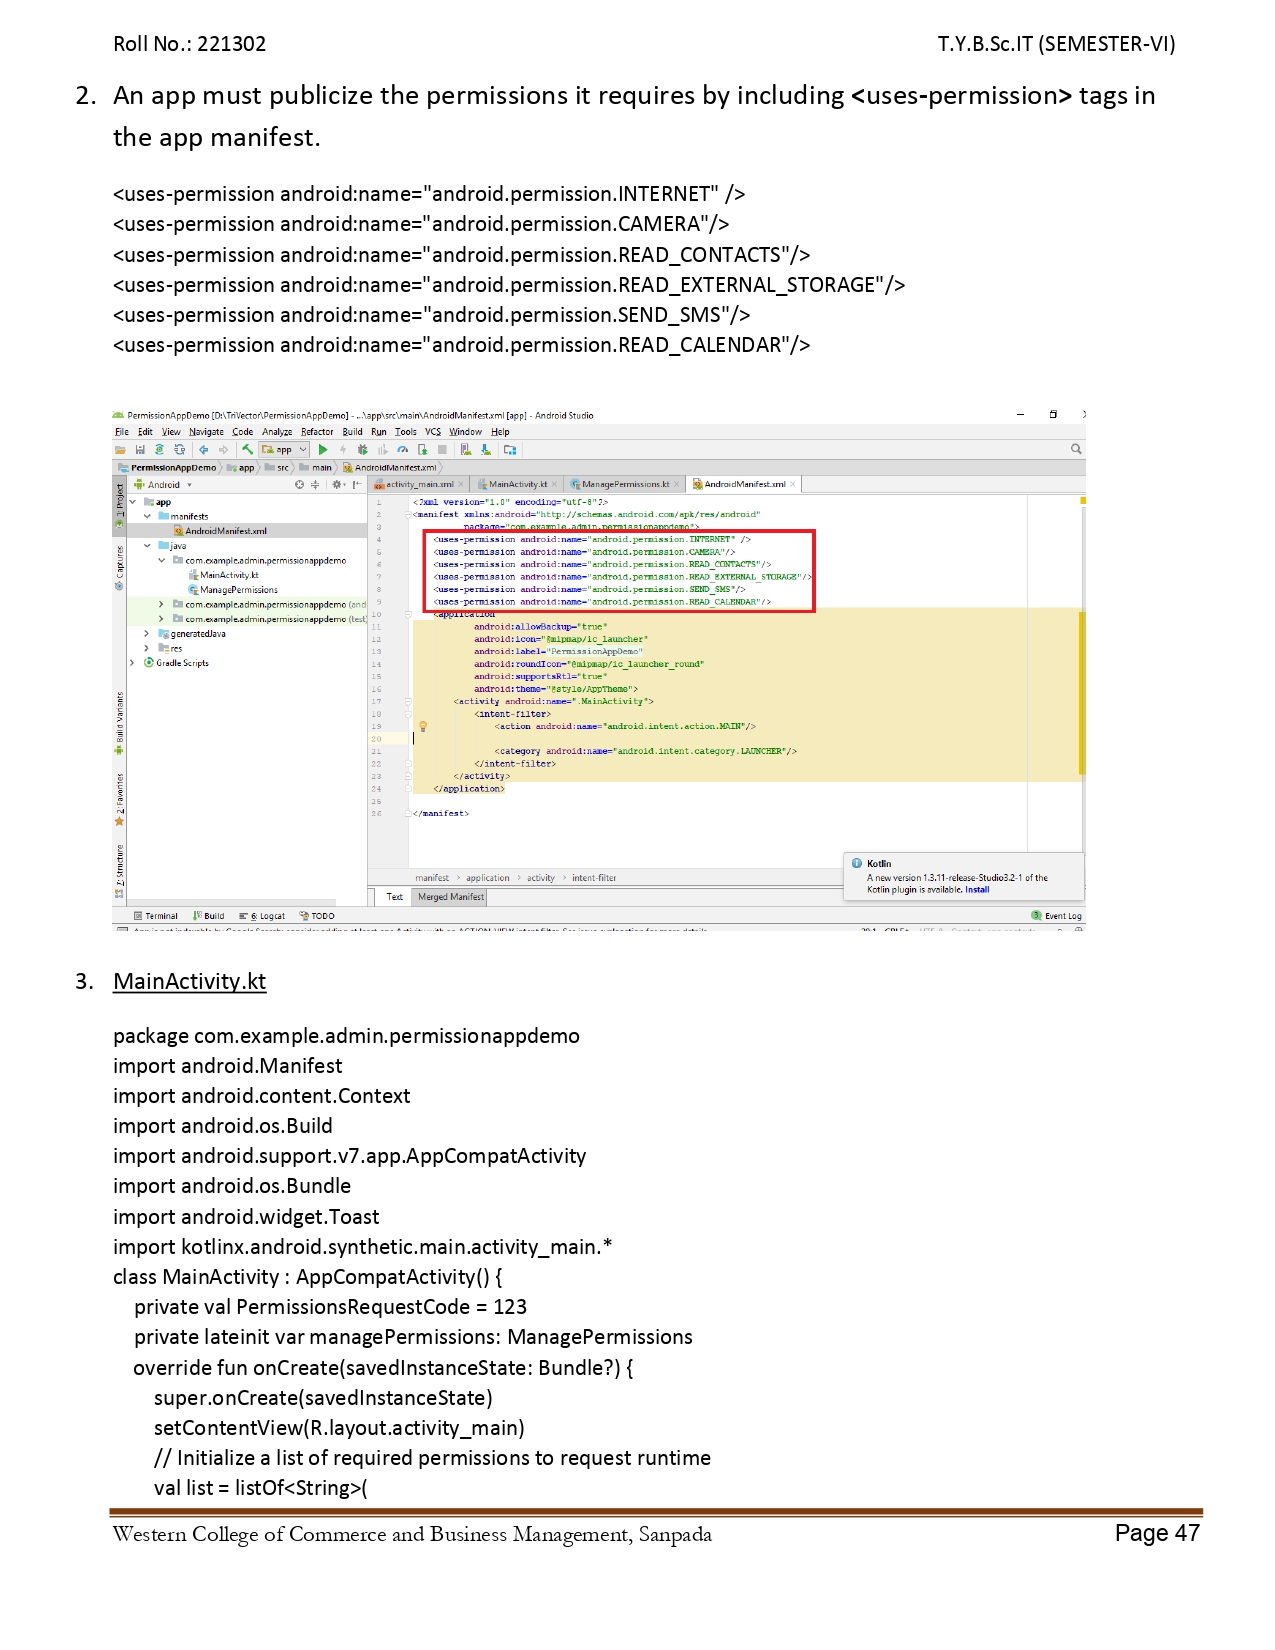 Roll No.: 221302 T.Y.B.Sc.IT (SEMESTER-VI)
2. An app must publicize the permissions it requires by including <uses-permission> tags in
the app manifest.
<uses-permission android:name="android.permission.INTERNET" />
<uses-permission android:name="android.permission.CAMERA"/>
<uses-permission android:name="android.permission.READ_CONTACTS"/>
<uses-permission android:name="android.permission.READ_EXTERNAL_STORAGE"/>
<uses-permission android:name="android.permission.SEND_SMS"/>
<uses-permission android:name="android.permission.READ_CALENDAR"/>
PermissionAppDemo [D:\TriVector\PermissionAppDemo] - ...\app\src\main\AndroidManifest.xml [app] - Android Studio
File Edit View Navigate Code Analyze Refactor Build Run Tools VCS Window Help
app
PermissionAppDemo app src main AndroidManifest.xml
Android
activity_main.xml MainActivity.kt ManagePermissions.kt AndroidManifest.xml
1: Project
Captures
Build Variants
2: Favorites
Z: Structure
app
manifests
AndroidManifest.xml
java
com.example.admin.permissionappdemo
MainActivity.kt
ManagePermissions
com.example.admin.permissionappdemo (and
com.example.admin.permissionappdemo (test
generatedJava
res
Gradle Scripts
1 <?xml version="1.0" encoding="utf-8"?>
2 <manifest xmlns:android="http://schemas.android.com/apk/res/android"
3 package="com.example.admin.permissionappdemo">
4 <uses-permission android:name="android.permission.INTERNET" />
5 <uses-permission android:name="android.permission.CAMERA"/>
6 <uses-permission android:name="android.permission.READ_CONTACTS"/>
7 <uses-permission android:name="android.permission.READ_EXTERNAL_STORAGE"/>
8 <uses-permission android:name="android.permission.SEND_SMS"/>
9 <uses-permission android:name="android.permission.READ_CALENDAR"/>
10 <application
11 android:allowBackup="true"
12 android:icon="@mipmap/ic_launcher"
13 android:label="PermissionAppDemo"
14 android:roundIcon="@mipmap/ic_launcher_round"
15 android:supportsRtl="true"
16 android:theme="@style/AppTheme">
17 <activity android:name=".MainActivity">
18 <intent-filter>
19 <action android:name="android.intent.action.MAIN"/>
20
21 <category android:name="android.intent.category.LAUNCHER"/>
22 </intent-filter>
23 </activity>
24 </application>
25
26 </manifest>
manifest application activity intent-filter
Text Merged Manifest
Kotlin
A new version 1.3.11-release-Studio3.2-1 of the
Kotlin plugin is available. Install
Terminal Build 6: Logcat TODO Event Log
3. MainActivity.kt
package com.example.admin.permissionappdemo
import android.Manifest
import android.content.Context
import android.os.Build
import android.support.v7.app.AppCompatActivity
import android.os.Bundle
import android.widget.Toast
import kotlinx.android.synthetic.main.activity_main.*
class MainActivity : AppCompatActivity() {
private val PermissionsRequestCode = 123
private lateinit var managePermissions: ManagePermissions
override fun onCreate(savedInstanceState: Bundle?) {
super.onCreate(savedInstanceState)
setContentView(R.layout.activity_main)
// Initialize a list of required permissions to request runtime
val list = listOf<String>(
Western College of Commerce and Business Management, Sanpada Page 47